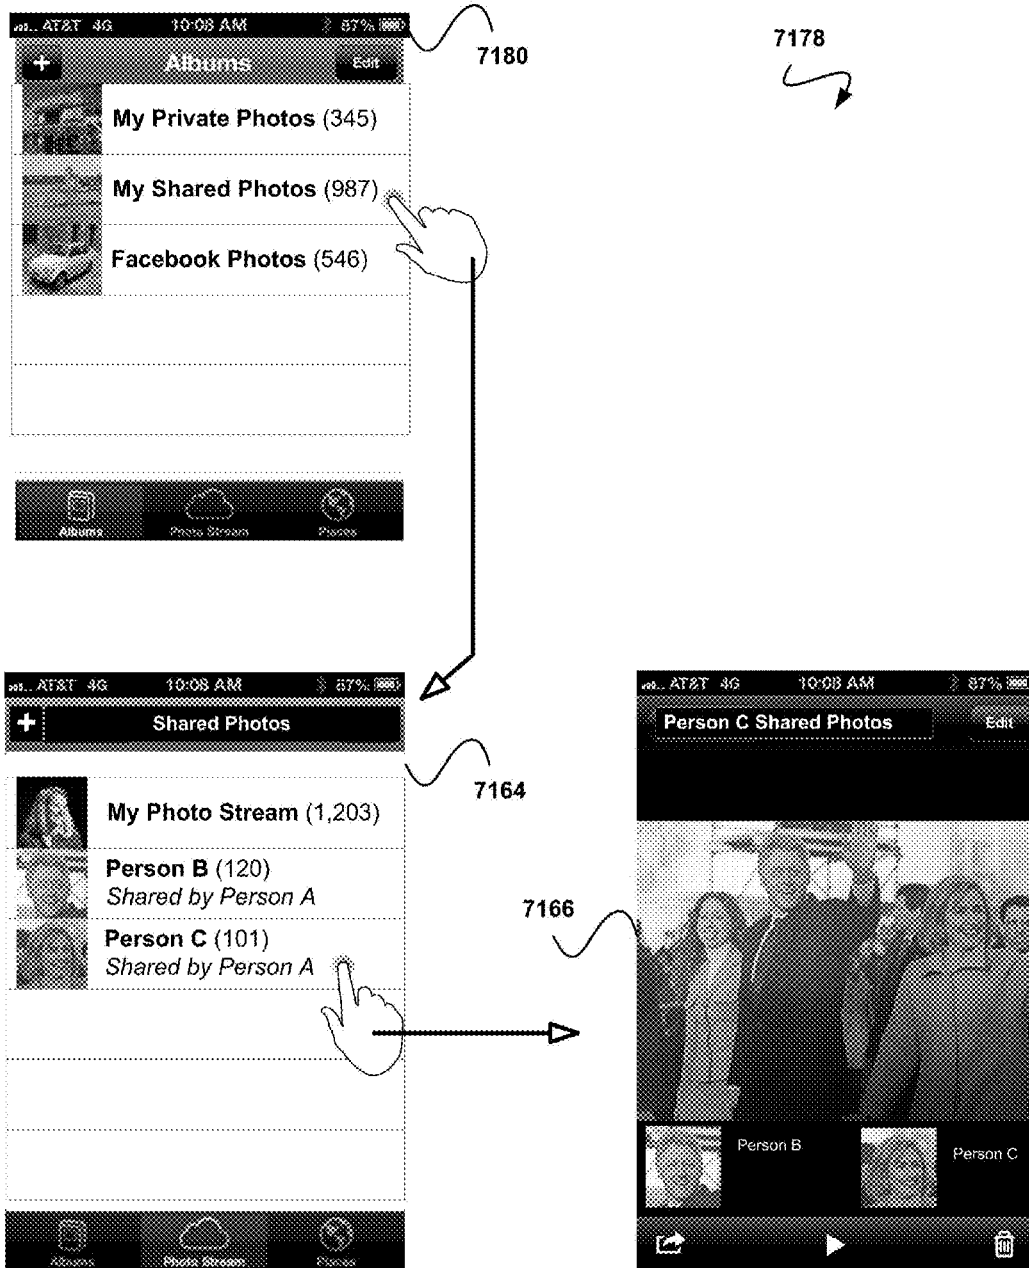 AT&T 4G 10:08 AM 87%
7180
7178
+ Albums Edit
My Private Photos (345)
My Shared Photos (987)
Facebook Photos (546)
Albums Photo Stream Places
AT&T 4G 10:08 AM 87%
+ Shared Photos
7164
My Photo Stream (1,203)
Person B (120)
Shared by Person A
Person C (101)
Shared by Person A
Albums Photo Stream Places
AT&T 4G 10:08 AM 87%
Person C Shared Photos Edit
7166
Person B
Person C